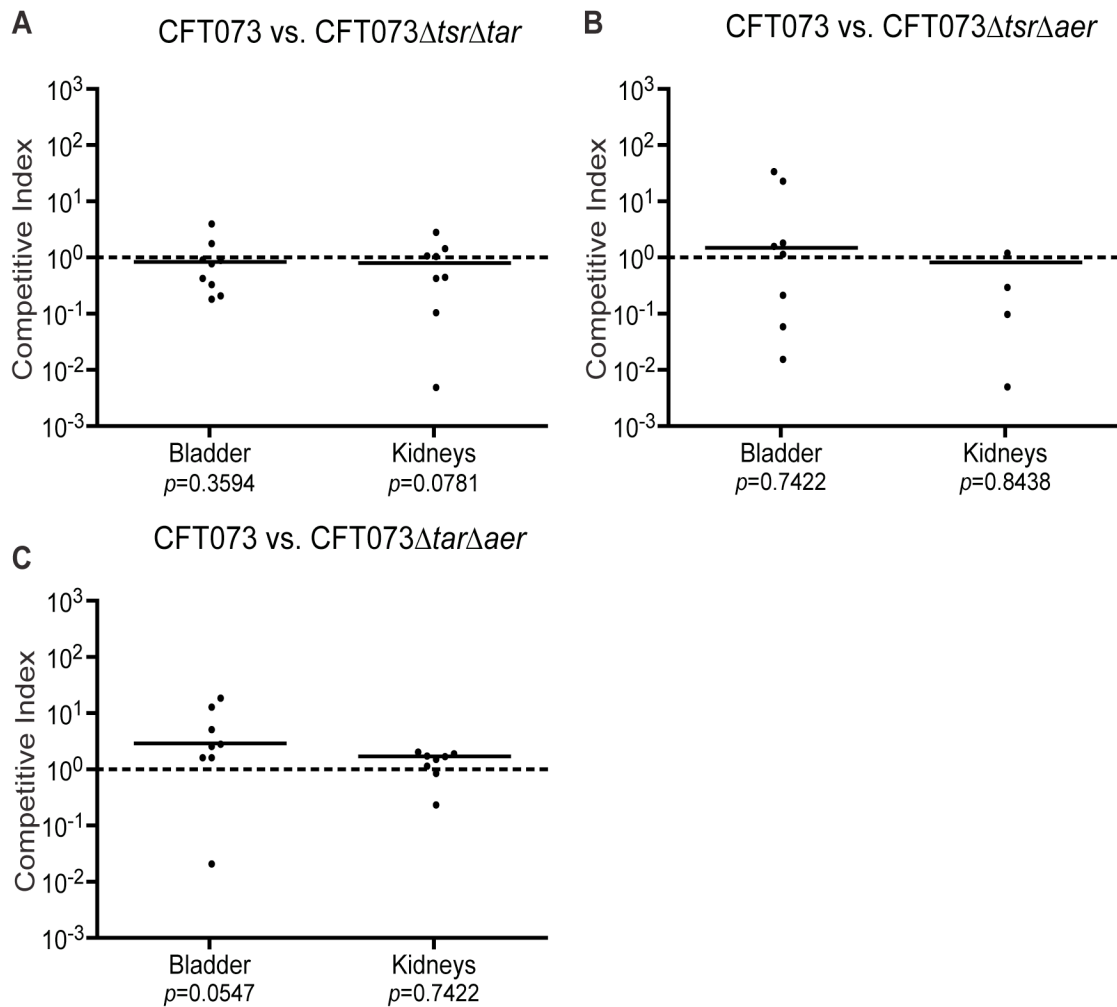 A
CFT073 vs. CFT073ΔtsrΔtar
Competitive Index
10³
10²
10¹
10⁰
10⁻¹
10⁻²
10⁻³
Bladder
p=0.3594
Kidneys
p=0.0781
B
CFT073 vs. CFT073ΔtsrΔaer
Competitive Index
10³
10²
10¹
10⁰
10⁻¹
10⁻²
10⁻³
Bladder
p=0.7422
Kidneys
p=0.8438
C
CFT073 vs. CFT073ΔtarΔaer
Competitive Index
10³
10²
10¹
10⁰
10⁻¹
10⁻²
10⁻³
Bladder
p=0.0547
Kidneys
p=0.7422